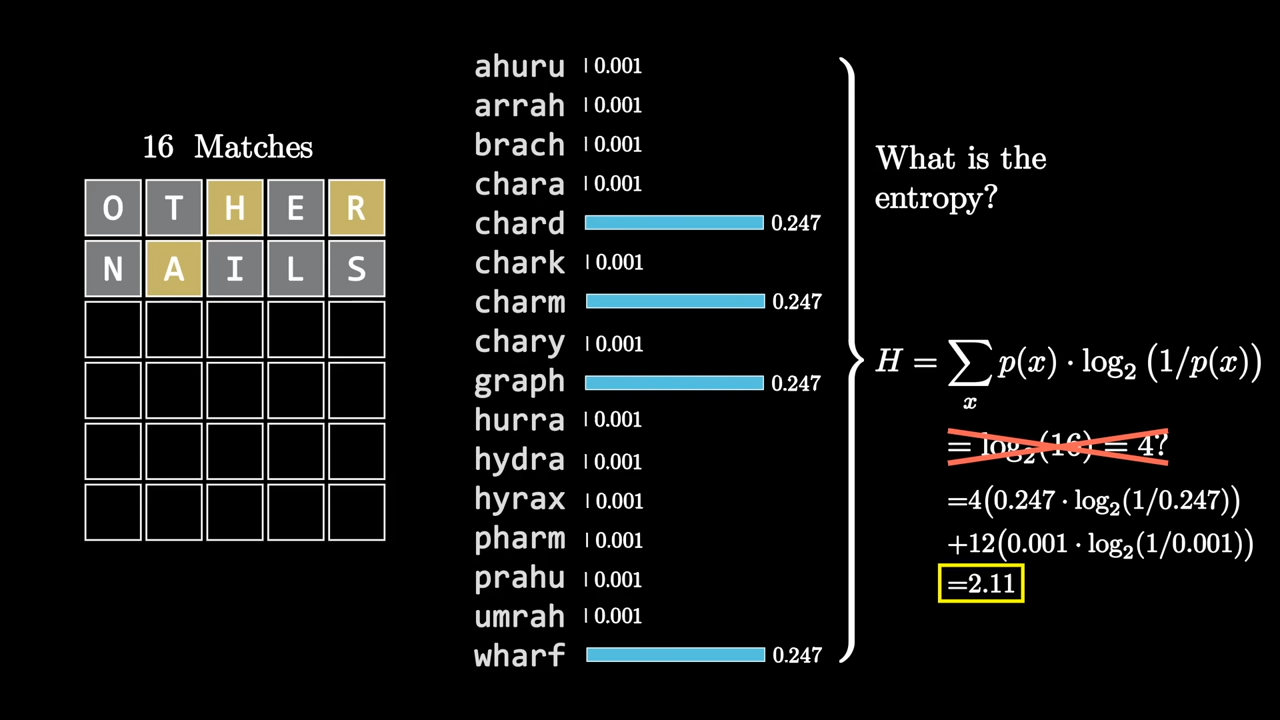 16 Matches
O T H E R
N A I L S
ahuru 0.001
arrah 0.001
brach 0.001
chara 0.001
chard 0.247
chark 0.001
charm 0.247
chary 0.001
graph 0.247
hurra 0.001
hydra 0.001
hyrax 0.001
pharm 0.001
prahu 0.001
umrah 0.001
wharf 0.247
What is the
entropy?
H = ∑ₓ p(x) · log₂ (1/p(x))
= log₂(16) = 4?
=4(0.247 · log₂(1/0.247))
+12(0.001 · log₂(1/0.001))
=2.11